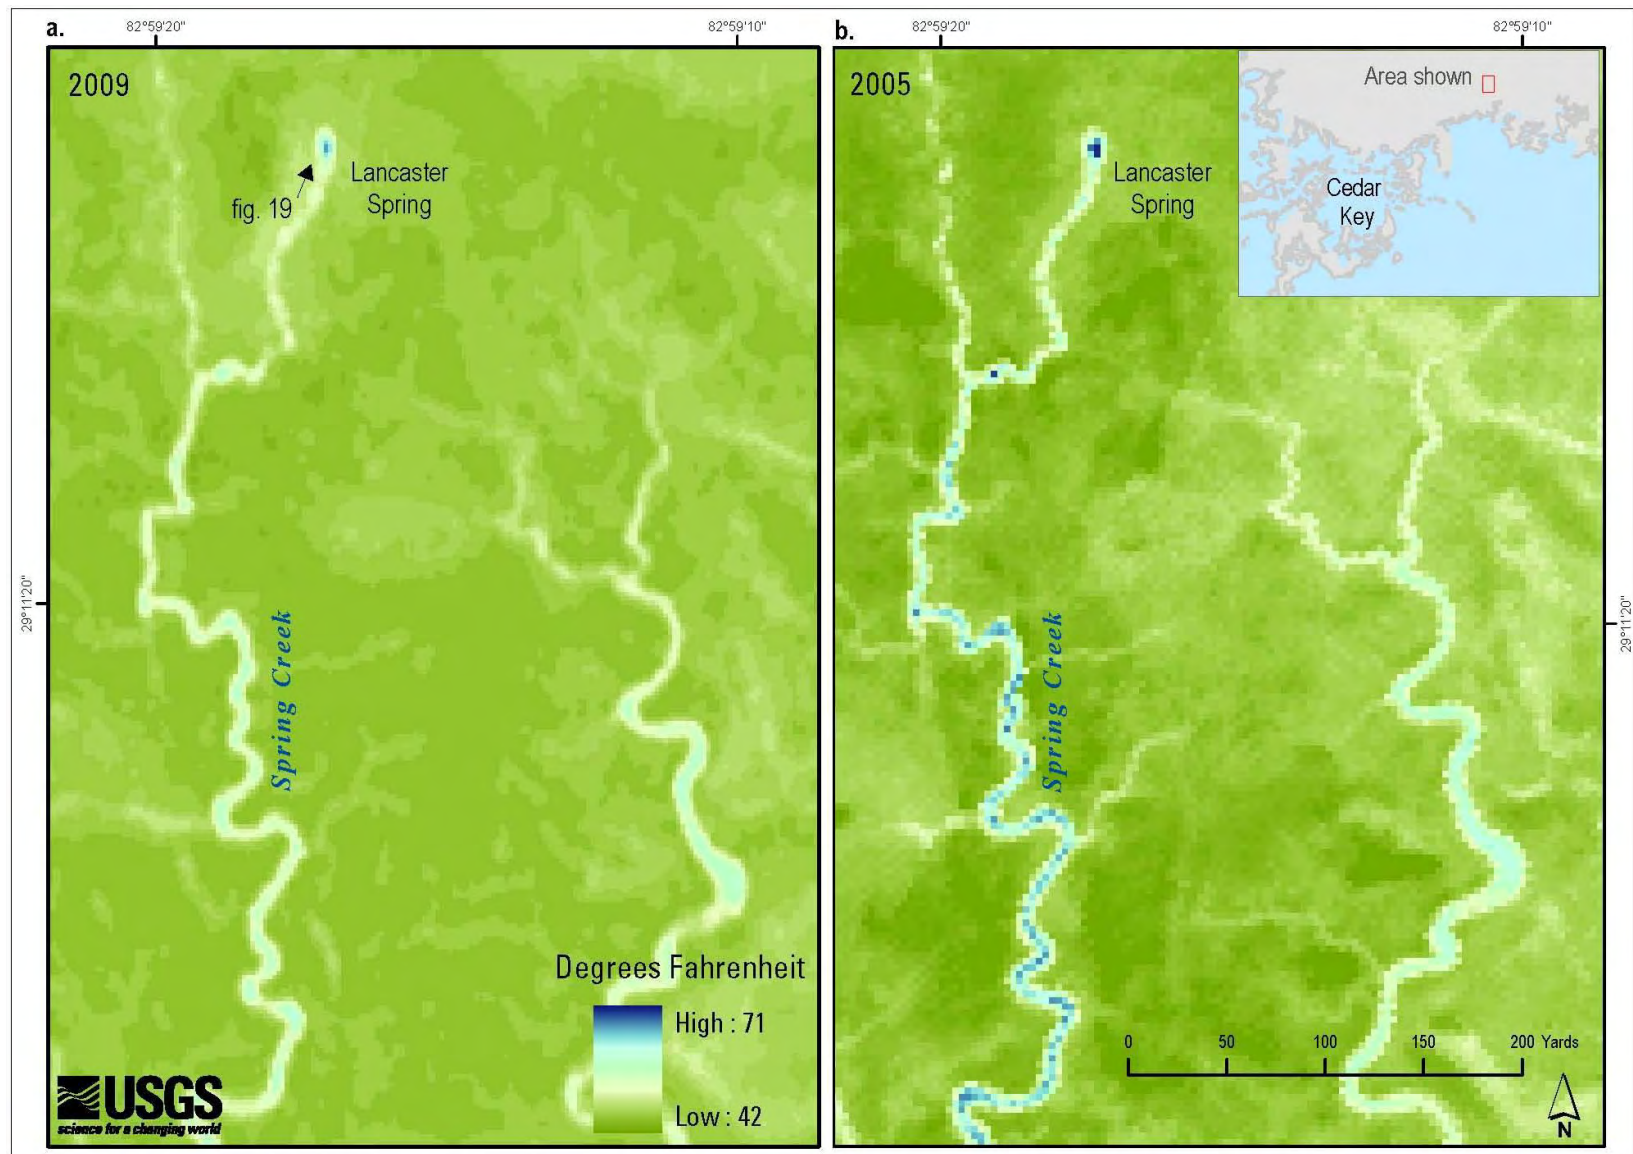 a.
82°59'20"
82°59'10"
b.
82°59'20"
82°59'10"
2009
fig. 19
Lancaster
Spring
29°11'20"
Spring Creek
Degrees Fahrenheit
High : 71
Low : 42
USGS
science for a changing world
2005
Area shown
Cedar
Key
Lancaster
Spring
Spring Creek
29°11'20"
0 50 100 150 200 Yards
N